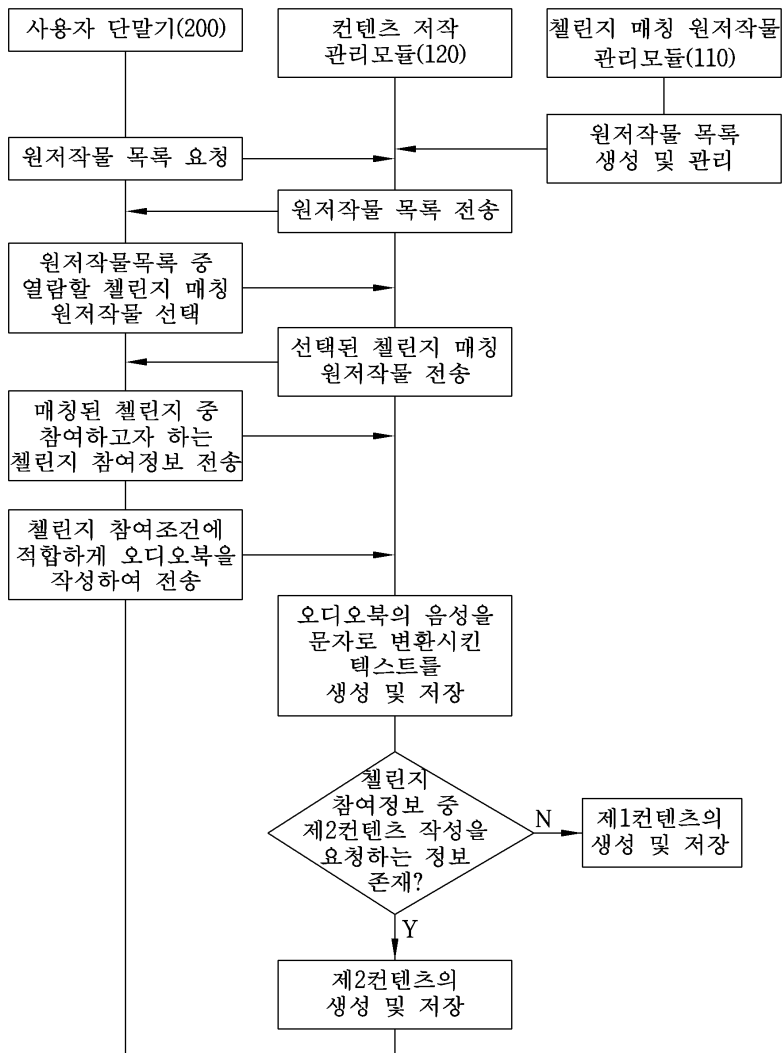 사용자 단말기(200)
컨텐츠 저작
관리모듈(120)
첼린지 매칭 원저작물
관리모듈(110)
원저작물 목록 요청
원저작물 목록
생성 및 관리
원저작물 목록 전송
원저작물목록 중
열람할 첼린지 매칭
원저작물 선택
선택된 첼린지 매칭
원저작물 전송
매칭된 첼린지 중
참여하고자 하는
첼린지 참여정보 전송
첼린지 참여조건에
적합하게 오디오북을
작성하여 전송
오디오북의 음성을
문자로 변환시킨
텍스트를
생성 및 저장
첼린지
참여정보 중
제2컨텐츠 작성을
요청하는 정보
존재?
N
제1컨텐츠의
생성 및 저장
Y
제2컨텐츠의
생성 및 저장